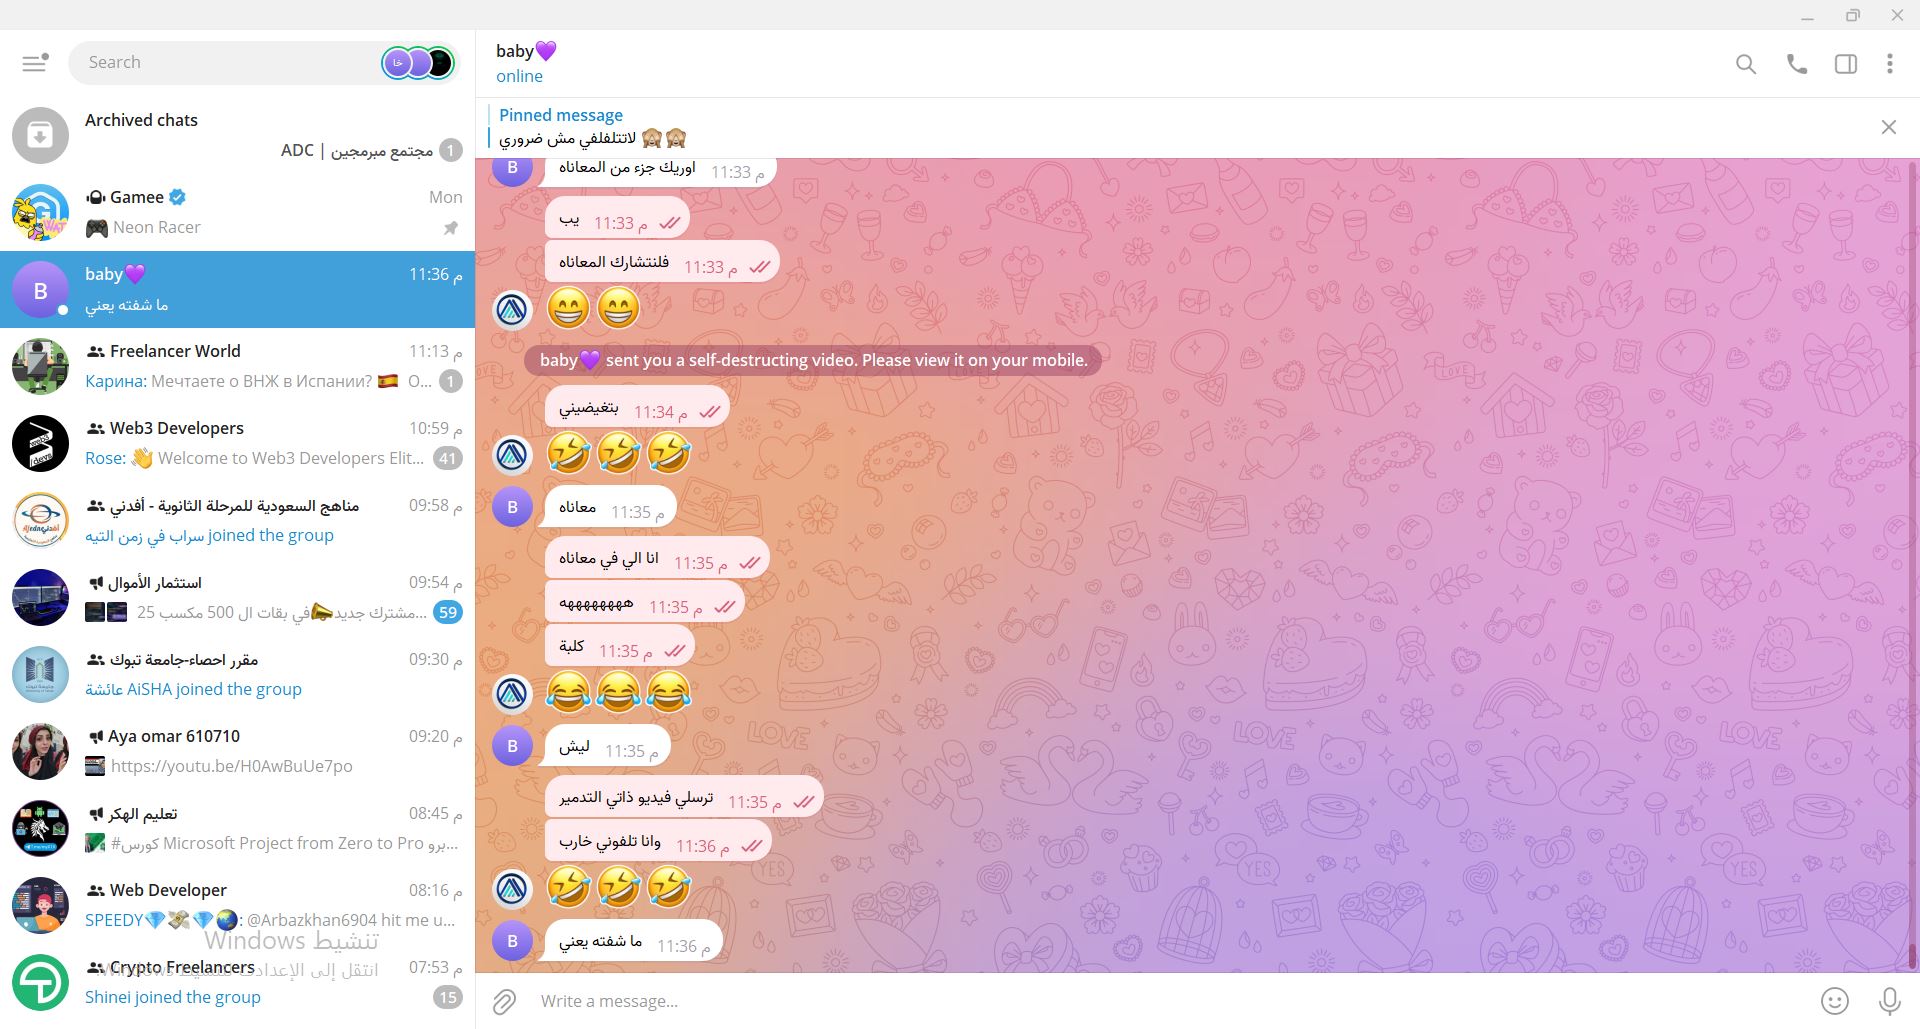 Search
خا
Archived chats
مجتمع مبرمجين | ADC
1
Gamee
Mon
🎮 Neon Racer
B
baby💜
11:36 م
ما شفته يعني
Freelancer World
11:13 م
Карина: Мечтаете о ВНЖ в Испании? 🇪🇸 О...
1
Web3 Developers
10:59 م
Rose: 👋 Welcome to Web3 Developers Elit...
41
مناهج السعودية للمرحلة الثانوية - أفدني
09:58 م
سراب في زمن التيه joined the group
استثمار الأموال
09:54 م
مشترك جديد📣في بقات ال 500 مكسب 25...
59
مقرر احصاء-جامعة تبوك
09:30 م
عائشة AiSHA joined the group
Aya omar 610710
09:20 م
https://youtu.be/H0AwBuUe7po
تعليم الهكر
08:45 م
#كورس Microsoft Project from Zero to Pro برو...
Web Developer
08:16 م
SPEEDY💎💸💎🌏: @Arbazkhan6904 hit me u...
تنشيط Windows
Crypto Freelancers
07:53 م
انتقل إلى الإعدادات لتنشيط Windows
Shinei joined the group
15
baby💜
online
Pinned message
لاتتلفلفي مش ضروري 🙈🙈
B
اوريك جزء من المعاناه 11:33 م
يب 11:33 م
فلنتشارك المعاناه 11:33 م
😁😁
baby💜 sent you a self-destructing video. Please view it on your mobile.
بتغيضيني 11:34 م
🤣🤣🤣
B
معاناه 11:35 م
انا الي في معاناه 11:35 م
ههههههههه 11:35 م
كلبة 11:35 م
😂😂😂
B
ليش 11:35 م
ترسلي فيديو ذاتي التدمير 11:35 م
وانا تلفوني خارب 11:36 م
🤣🤣🤣
B
ما شفته يعني 11:36 م
Write a message...